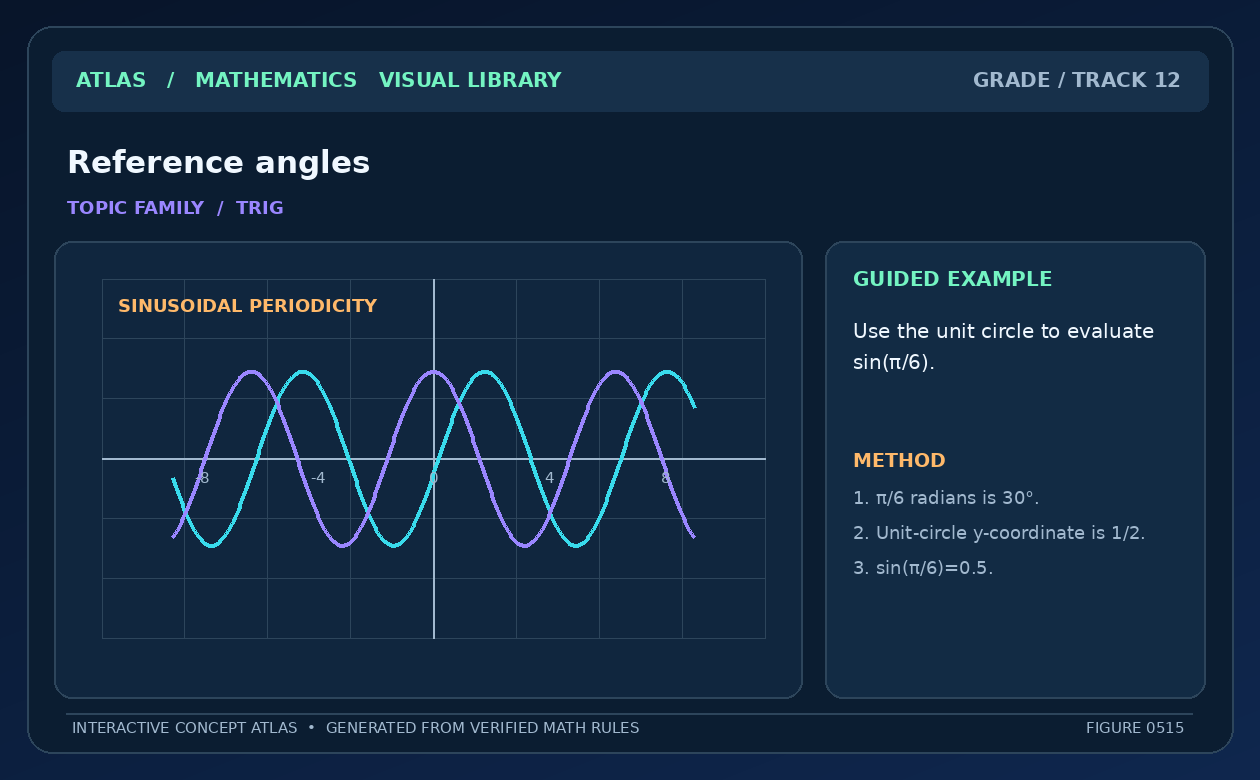 ATLAS / MATHEMATICS VISUAL LIBRARY
GRADE / TRACK 12
Reference angles
TOPIC FAMILY / TRIG
SINUSOIDAL PERIODICITY
-8 -4 0 4 8
GUIDED EXAMPLE
Use the unit circle to evaluate
sin(π/6).
METHOD
1. π/6 radians is 30°.
2. Unit-circle y-coordinate is 1/2.
3. sin(π/6)=0.5.
INTERACTIVE CONCEPT ATLAS • GENERATED FROM VERIFIED MATH RULES
FIGURE 0515